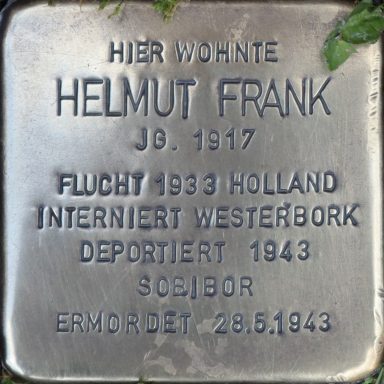 HIER WOHNTE
HELMUT FRANK
JG. 1917
FLUCHT 1933 HOLLAND
INTERNIERT WESTERBORK
DEPORTIERT 1943
SOBIBOR
ERMORDET 28.5.1943